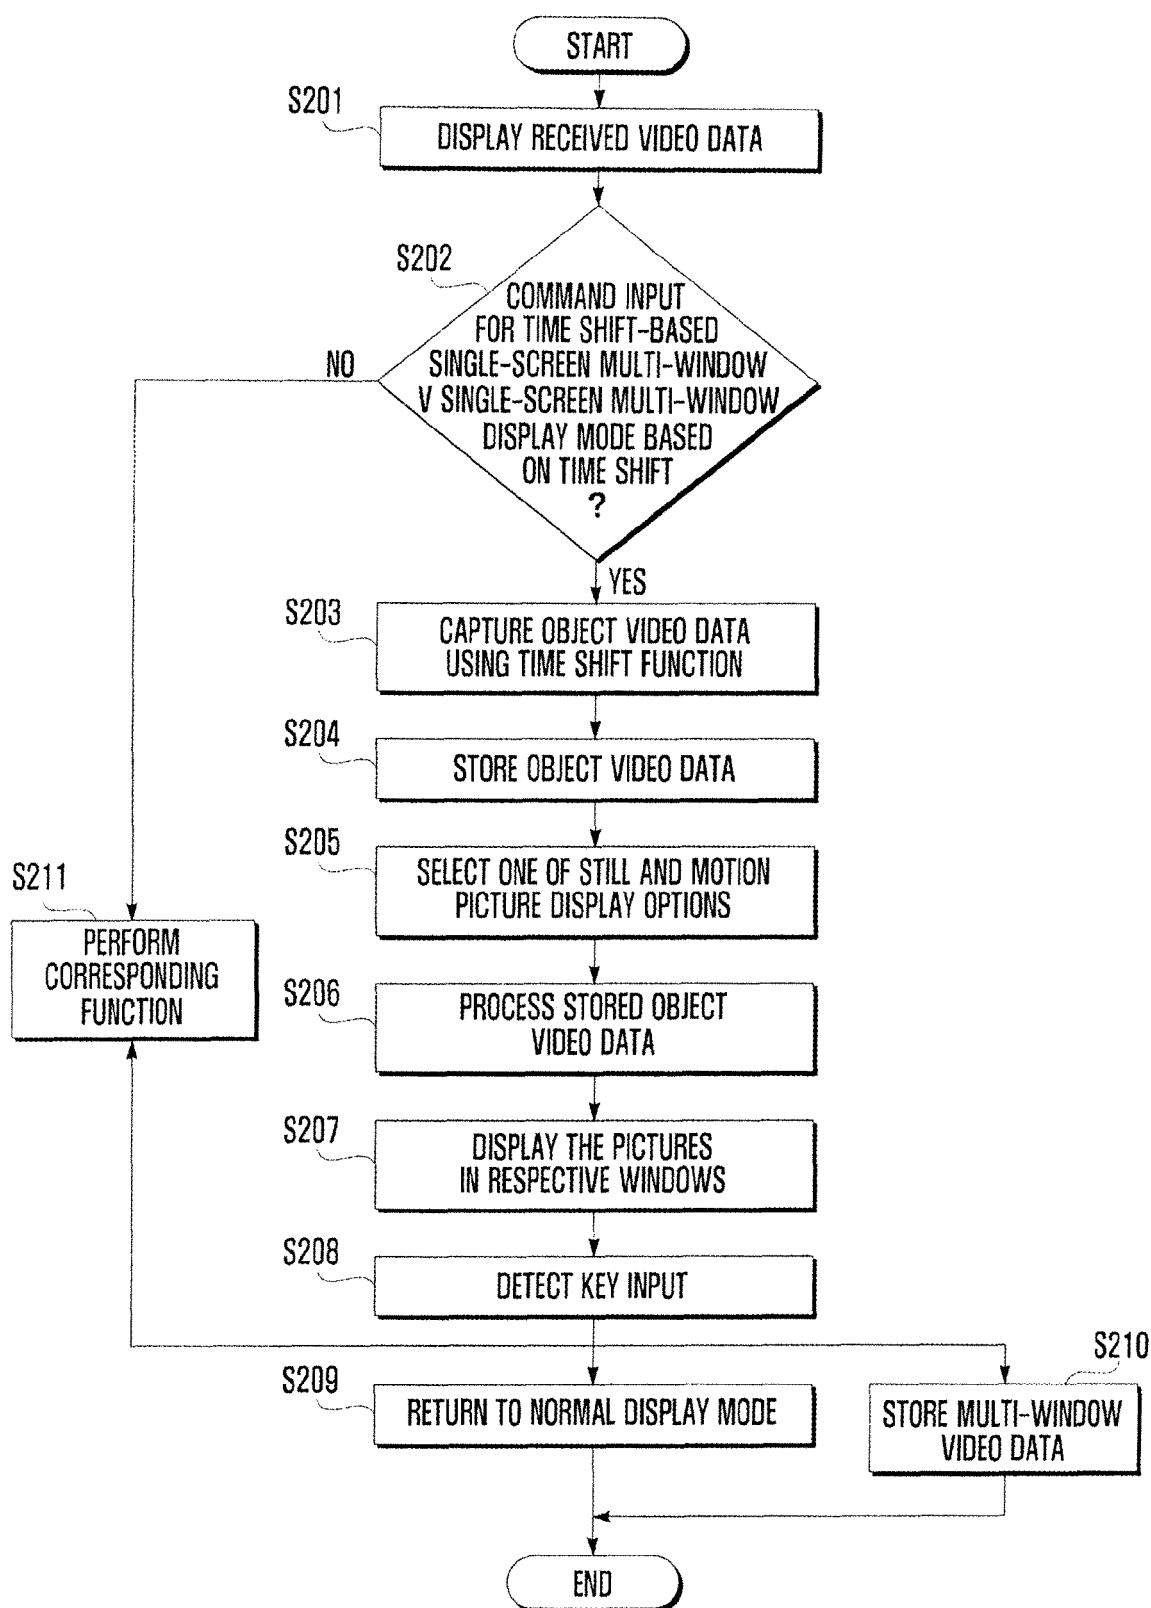 START
S201
DISPLAY RECEIVED VIDEO DATA
S202
COMMAND INPUT
FOR TIME SHIFT-BASED
SINGLE-SCREEN MULTI-WINDOW
V SINGLE-SCREEN MULTI-WINDOW
DISPLAY MODE BASED
ON TIME SHIFT
?
NO
YES
S203
CAPTURE OBJECT VIDEO DATA
USING TIME SHIFT FUNCTION
S204
STORE OBJECT VIDEO DATA
S205
SELECT ONE OF STILL AND MOTION
PICTURE DISPLAY OPTIONS
S211
PERFORM
CORRESPONDING
FUNCTION
S206
PROCESS STORED OBJECT
VIDEO DATA
S207
DISPLAY THE PICTURES
IN RESPECTIVE WINDOWS
S208
DETECT KEY INPUT
S209
RETURN TO NORMAL DISPLAY MODE
S210
STORE MULTI-WINDOW
VIDEO DATA
END